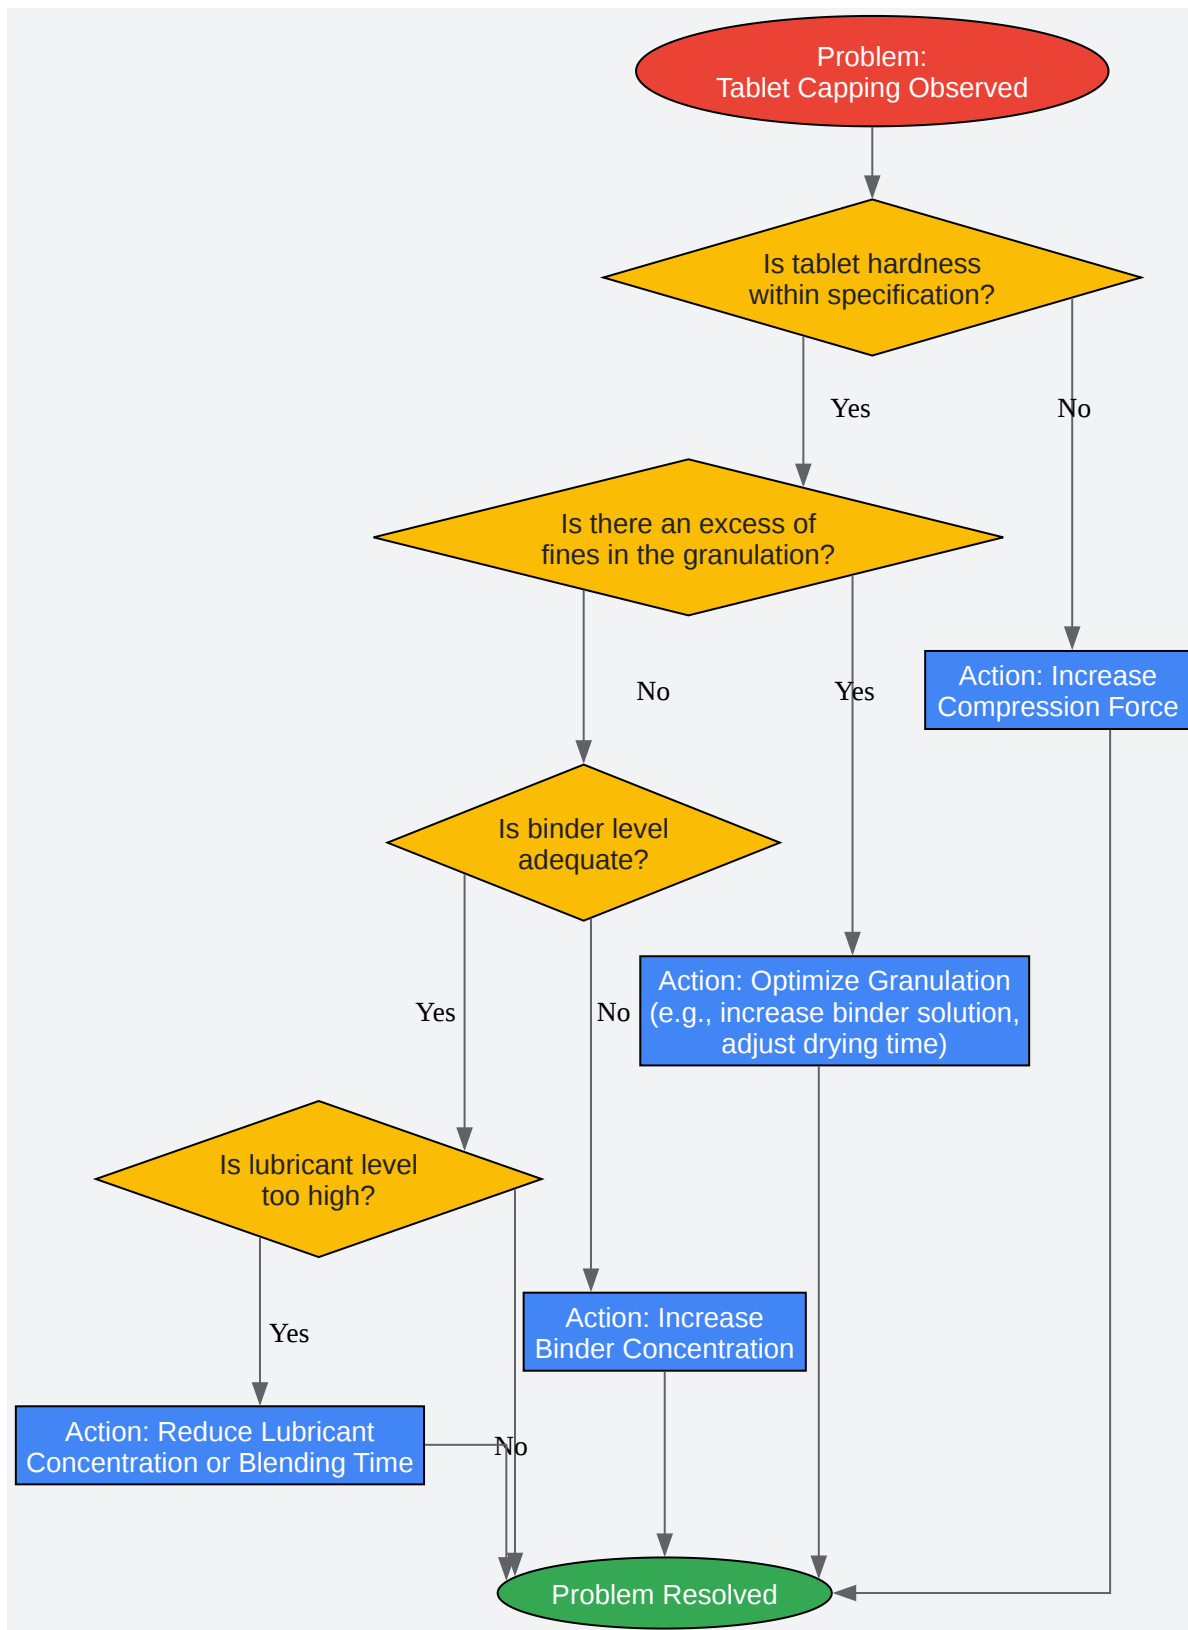 Problem:
Tablet Capping Observed
Is tablet hardness
within specification?
Yes
No
Is there an excess of
fines in the granulation?
Action: Increase
Compression Force
No
Yes
Is binder level
adequate?
Action: Optimize Granulation
(e.g., increase binder solution,
adjust drying time)
Yes
No
Is lubricant level
too high?
Action: Increase
Binder Concentration
Yes
Action: Reduce Lubricant
Concentration or Blending Time
No
Problem Resolved